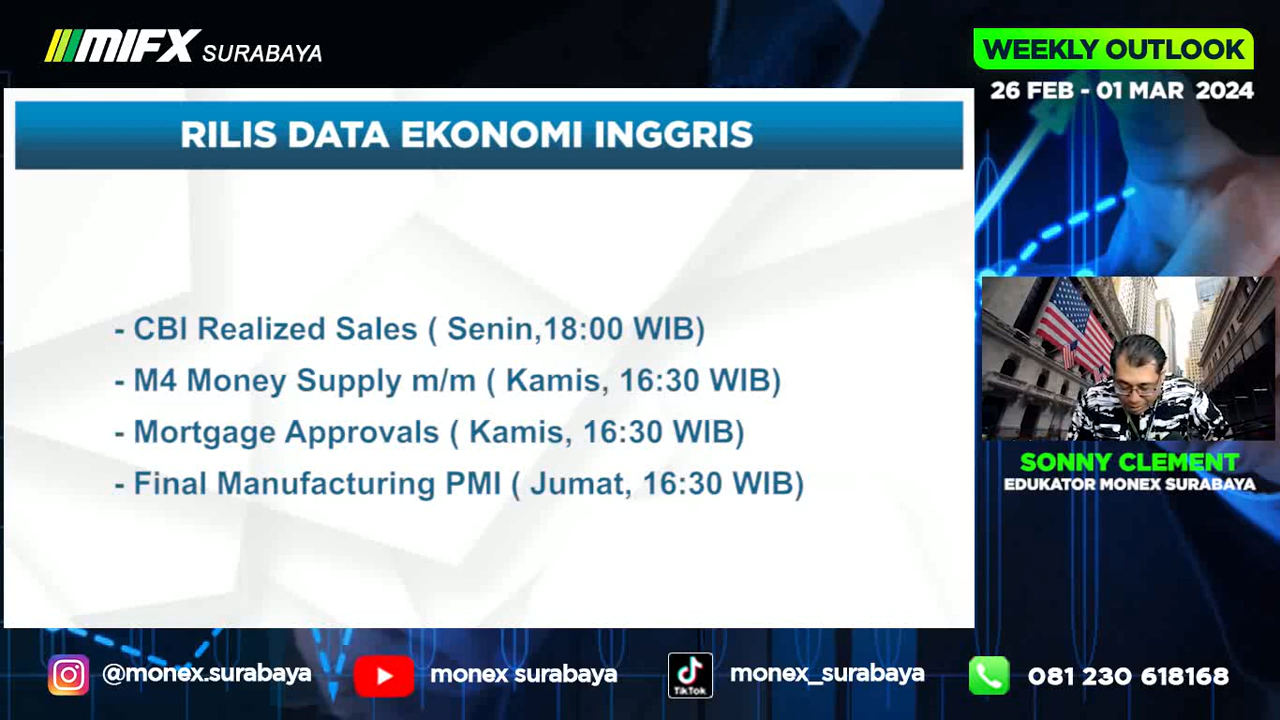 MIFX SURABAYA
WEEKLY OUTLOOK
26 FEB - 01 MAR 2024
RILIS DATA EKONOMI INGGRIS
- CBI Realized Sales ( Senin,18:00 WIB)
- M4 Money Supply m/m ( Kamis, 16:30 WIB)
- Mortgage Approvals ( Kamis, 16:30 WIB)
- Final Manufacturing PMI ( Jumat, 16:30 WIB)
SONNY CLEMENT
EDUKATOR MONEX SURABAYA
@monex.surabaya
monex surabaya
TikTok
monex_surabaya
081 230 618168